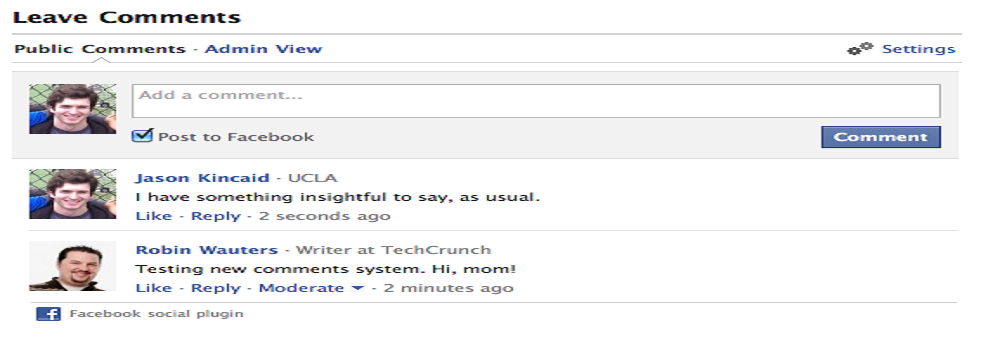 Leave Comments
Public Comments - Admin View Settings
Add a comment...
Post to Facebook Comment
Jason Kincaid - UCLA
I have something insightful to say, as usual.
Like - Reply - 2 seconds ago
Robin Wauters - Writer at TechCrunch
Testing new comments system. Hi, mom!
Like - Reply - Moderate - 2 minutes ago
f Facebook social plugin